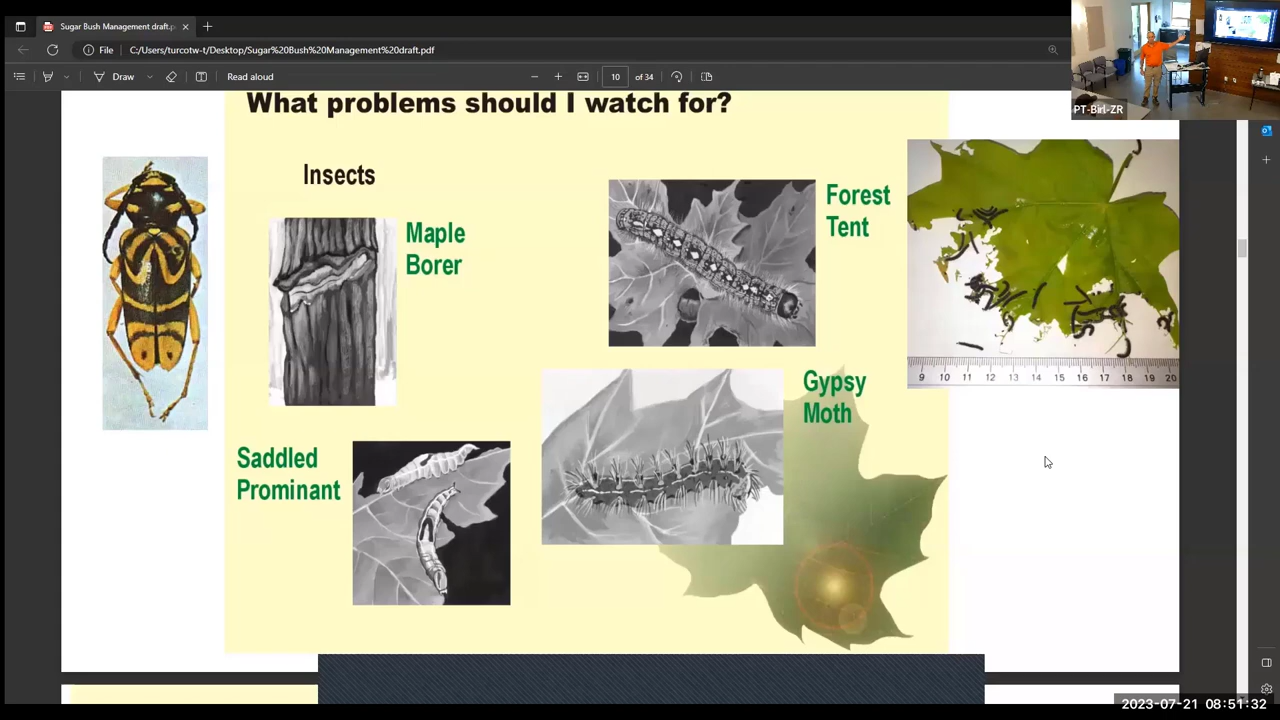 Sugar Bush Management draft.p
File
C:/Users/turcotw-t/Desktop/Sugar%20Bush%20Management%20draft.pdf
Draw
Read aloud
10
of 34
PT-Birl-ZR
What problems should I watch for?
Insects
Maple
Borer
Forest
Tent
Gypsy
Moth
Saddled
Prominant
9 10 11 12 13 14 15 16 17 18 19 20
2023-07-21 08:51:32